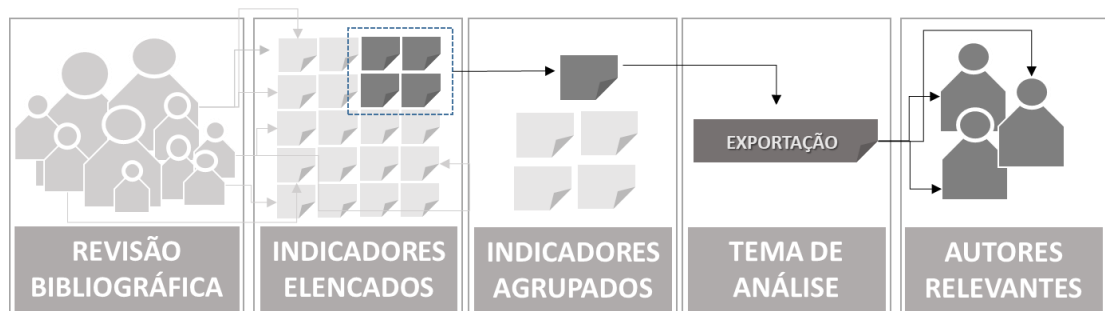 EXPORTAÇÃO
REVISÃO
BIBLIOGRÁFICA
INDICADORES
ELENCADOS
INDICADORES
AGRUPADOS
TEMA DE
ANÁLISE
AUTORES
RELEVANTES